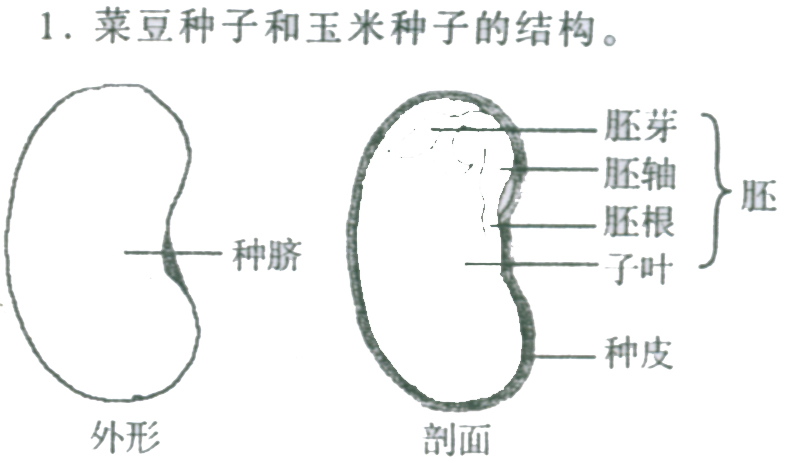 1. 菜豆种子和玉米种子的结构。
胚芽
胚轴
胚
胚根
种脐
子叶
种皮
外形
剖面